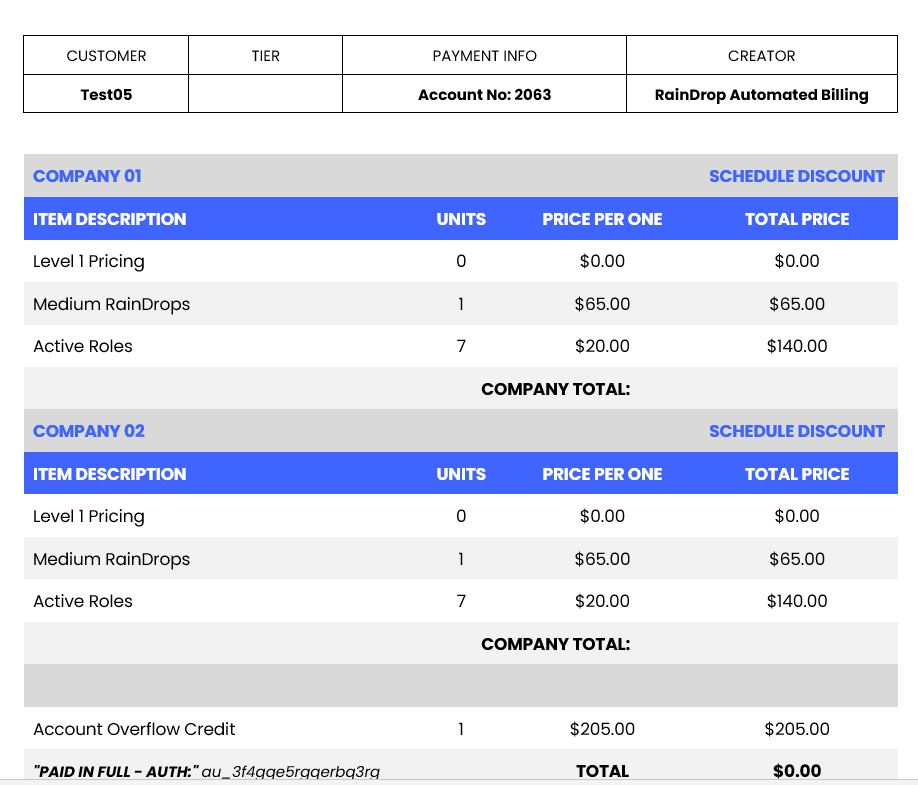 CUSTOMER TIER PAYMENT INFO CREATOR
Test05 Account No: 2063 RainDrop Automated Billing
COMPANY 01 SCHEDULE DISCOUNT
ITEM DESCRIPTION UNITS PRICE PER ONE TOTAL PRICE
Level 1 Pricing 0 $0.00 $0.00
Medium RainDrops 1 $65.00 $65.00
Active Roles 7 $20.00 $140.00
COMPANY TOTAL:
COMPANY 02 SCHEDULE DISCOUNT
ITEM DESCRIPTION UNITS PRICE PER ONE TOTAL PRICE
Level 1 Pricing 0 $0.00 $0.00
Medium RainDrops 1 $65.00 $65.00
Active Roles 7 $20.00 $140.00
COMPANY TOTAL:
Account Overflow Credit 1 $205.00 $205.00
"PAID IN FULL - AUTH:" TOTAL $0.00